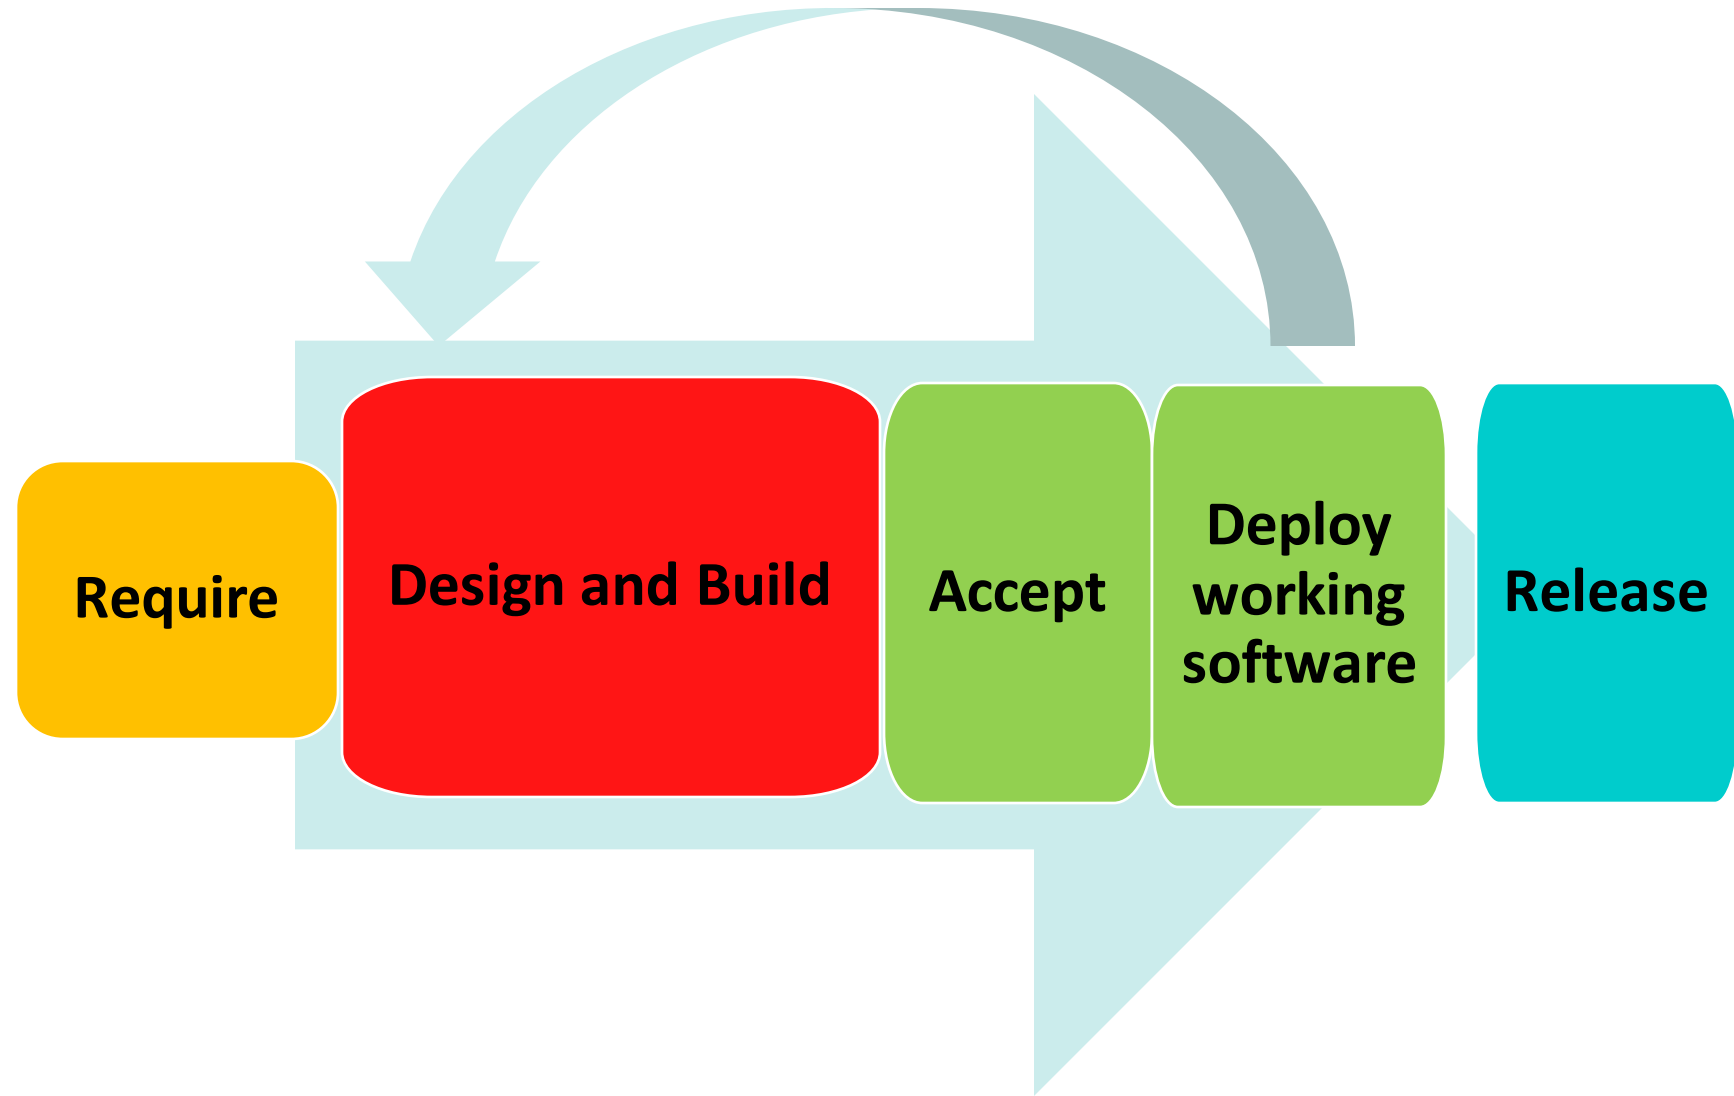 Require
Design and Build
Accept
Deploy
working
software
Release